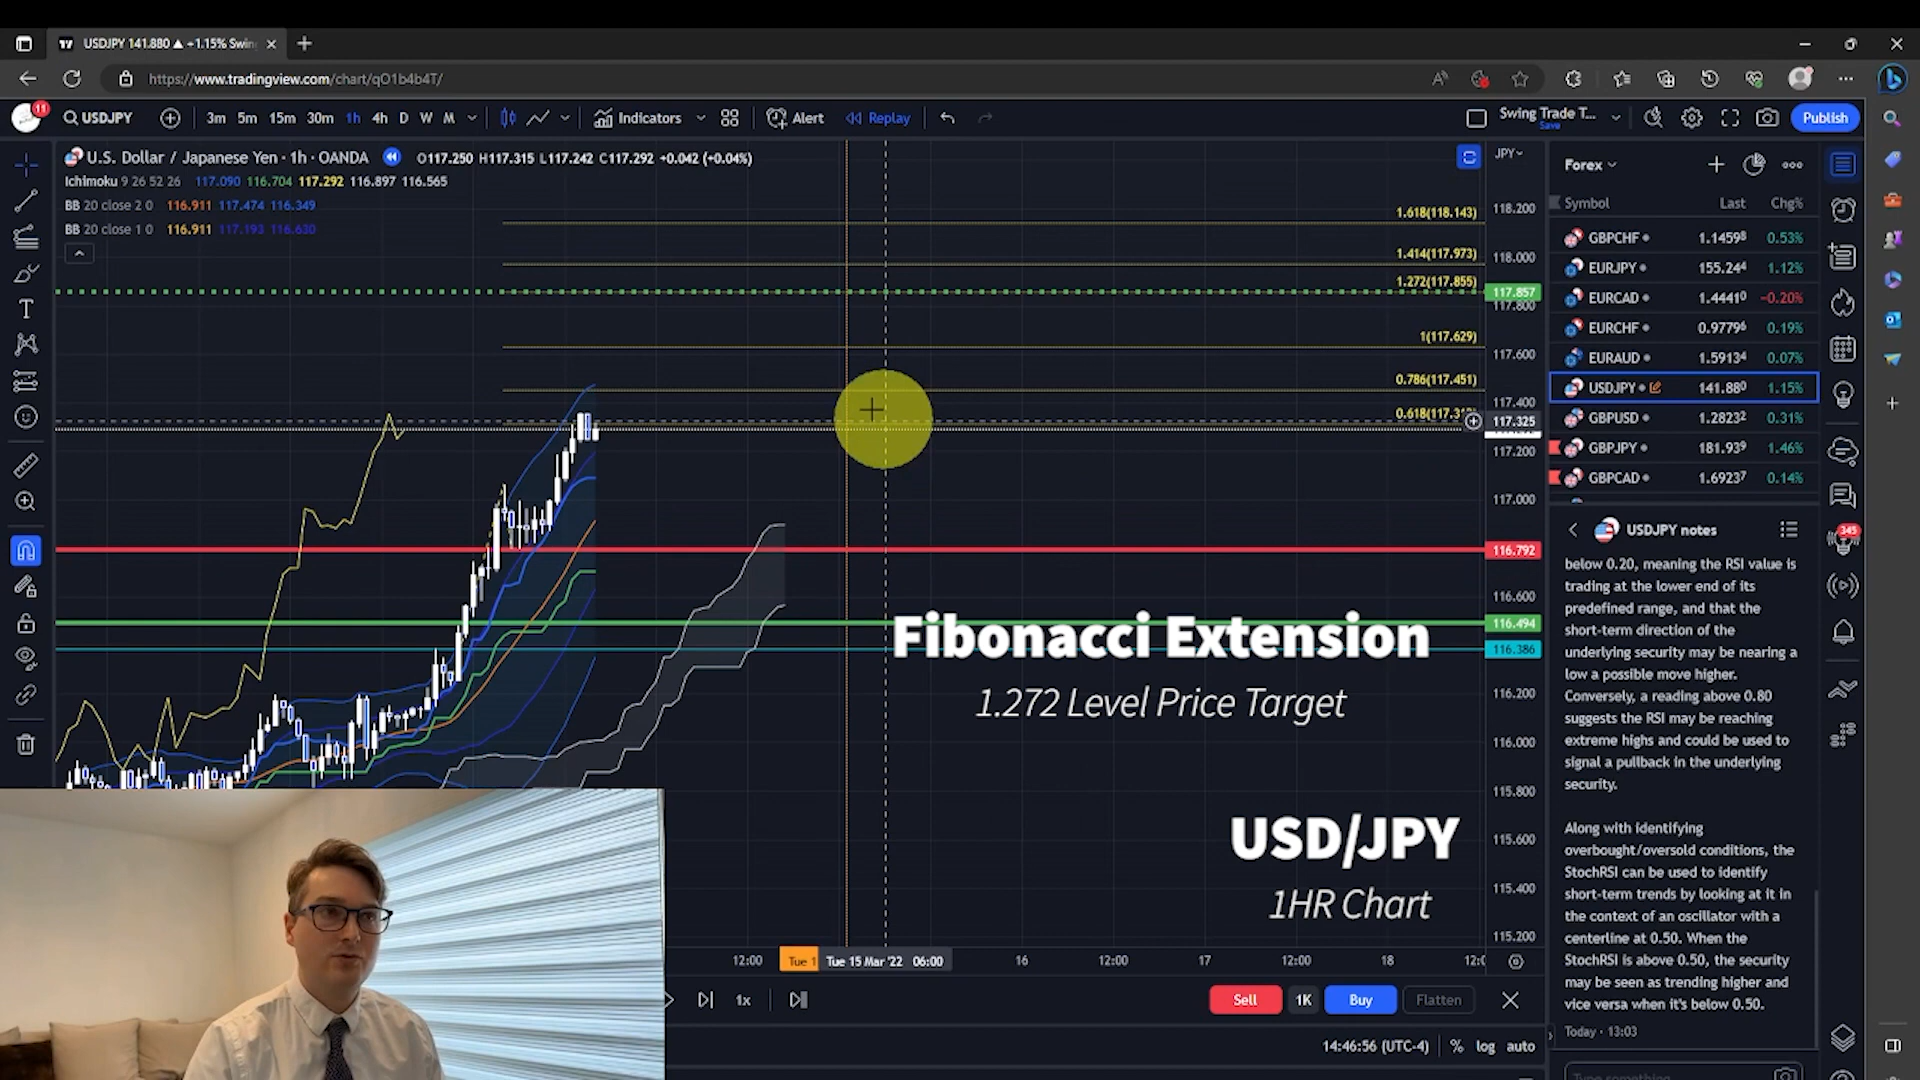 USDJPY 141.880 ▲ +1.15% Swin
https://www.tradingview.com/chart/qO1b4b4T/
11
USDJPY
3m 5m 15m 30m 1h 4h D W M
Indicators
Alert
Replay
Swing Trade T...
Save
Publish
U.S. Dollar / Japanese Yen · 1h · OANDA O117.250 H117.315 L117.242 C117.292 +0.042 (+0.04%)
Ichimoku 9 26 52 26 117.090 116.704 117.292 116.897 116.565
BB 20 close 2 0 116.911 117.474 116.349
BB 20 close 1 0 116.911 117.193 116.630
JPY
1.618(118.143)
1.414(117.973)
1.272(117.855)
1(117.629)
0.786(117.451)
118.200
118.000
117.857
117.800
117.600
117.400
117.325
117.200
117.000
116.792
116.600
116.494
116.386
116.200
116.000
115.800
115.600
115.400
115.200
Fibonacci Extension
1.272 Level Price Target
USD/JPY
1HR Chart
12:00 Tue 1 Tue 15 Mar '22 06:00 16 12:00 17 12:00 18
1x
Sell 1K Buy Flatten
14:46:56 (UTC-4) % log auto
Forex
Symbol Last Chg%
GBPCHF 1.14598 0.53%
EURJPY 155.244 1.12%
EURCAD 1.44410 −0.20%
EURCHF 0.97796 0.19%
EURAUD 1.59134 0.07%
USDJPY 141.880 1.15%
GBPUSD 1.28232 0.31%
GBPJPY 181.939 1.46%
GBPCAD 1.69237 0.14%
USDJPY notes
345
below 0.20, meaning the RSI value is
trading at the lower end of its
predefined range, and that the
short-term direction of the
underlying security may be nearing a
low a possible move higher.
Conversely, a reading above 0.80
suggests the RSI may be reaching
extreme highs and could be used to
signal a pullback in the underlying
security.
Along with identifying
overbought/oversold conditions, the
StochRSI can be used to identify
short-term trends by looking at it in
the context of an oscillator with a
centerline at 0.50. When the
StochRSI is above 0.50, the security
may be seen as trending higher and
vice versa when it's below 0.50.
Today · 13:03